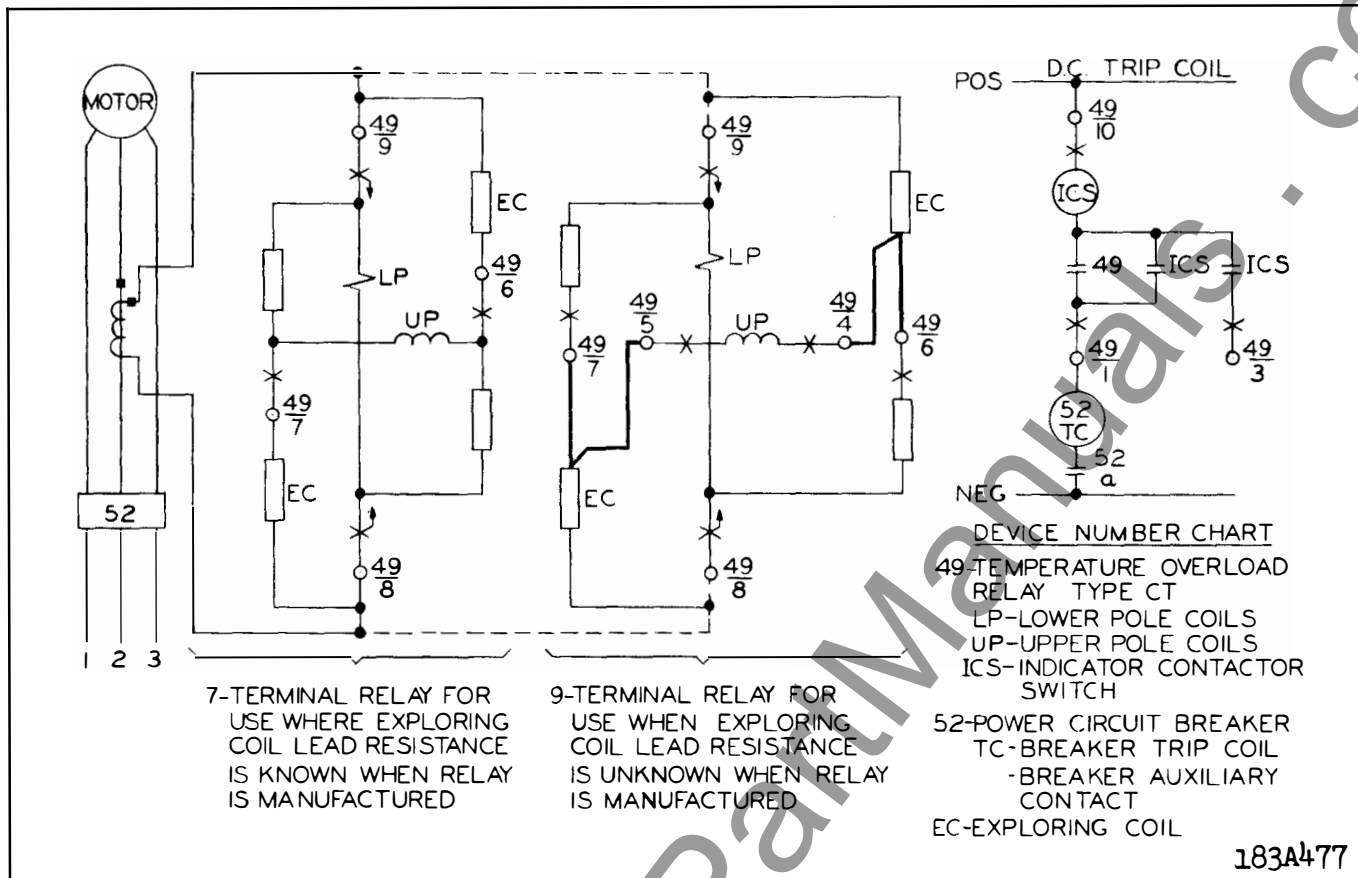 MOTOR
52
1 2 3
49
9
EC
LP
49
6
UP
49
7
EC
49
8
7-TERMINAL RELAY FOR
USE WHERE EXPLORING
COIL LEAD RESISTANCE
IS KNOWN WHEN RELAY
IS MANUFACTURED
49
9
EC
LP
49
5
UP
49
4
49
6
49
7
EC
49
8
9-TERMINAL RELAY FOR
USE WHEN EXPLORING
COIL LEAD RESISTANCE
IS UNKNOWN WHEN RELAY
IS MANUFACTURED
D.C. TRIP COIL
POS
49
10
ICS
49 ICS ICS
49
1
49
3
52
TC
52
a
NEG
DEVICE NUMBER CHART
49-TEMPERATURE OVERLOAD
RELAY TYPE CT
LP-LOWER POLE COILS
UP-UPPER POLE COILS
ICS-INDICATOR CONTACTOR
SWITCH
52-POWER CIRCUIT BREAKER
TC-BREAKER TRIP COIL
-BREAKER AUXILIARY
CONTACT
EC-EXPLORING COIL
183A477
PartManuals.co